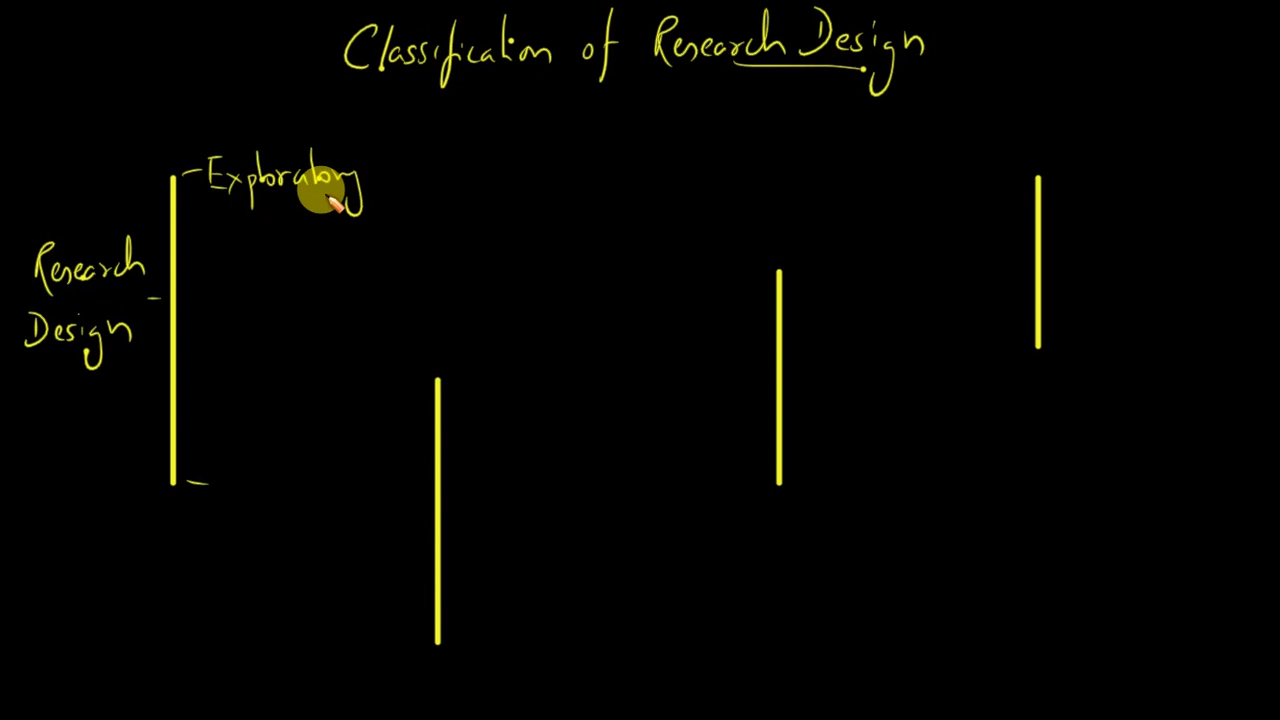 Classification of Research Design
Exploratory
Research
Design